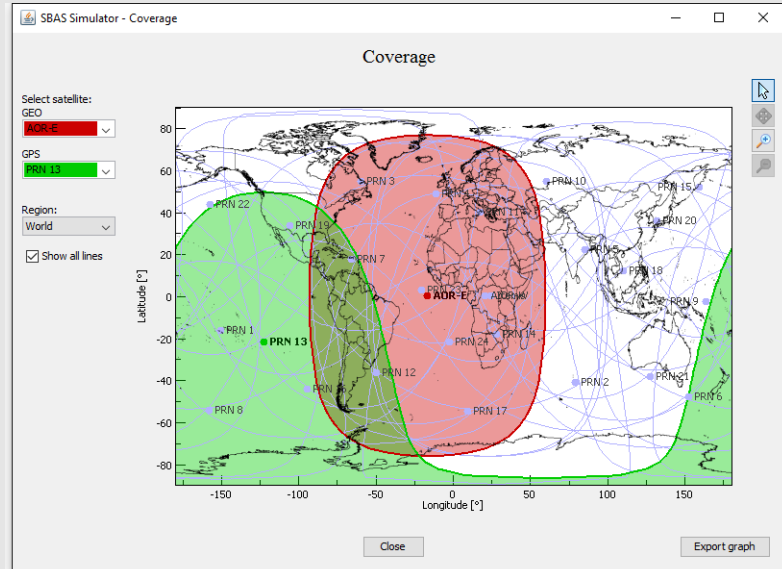 SBAS Simulator - Coverage
Coverage
Select satellite:
GEO
AOR-E
GPS
PRN 13
Region:
World
Show all lines
Latitude [°]
80
60
40
20
0
-20
-40
-60
-80
PRN 3
PRN 10
PRN 15
PRN 22
PRN 11
PRN 19
PRN 20
PRN 7
PRN 5
PRN 18
AOR-E
PRN 9
PRN 1
PRN 13
PRN 14
PRN 24
PRN 12
PRN 21
PRN 2
PRN 6
PRN 8
PRN 17
-150
-100
-50
0
50
100
150
Longitude [°]
Close
Export graph